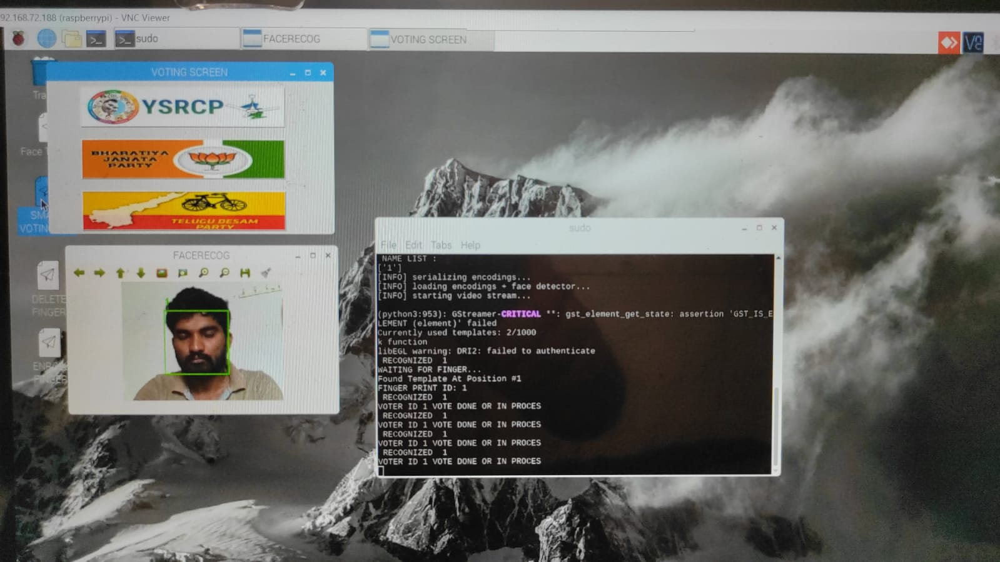 92.168.72.188 (raspberrypi) - VNC Viewer
sudo
FACERECOG
VOTING SCREEN
VOTING SCREEN
YSRCP
BHARATIYA
JANATA
PARTY
TELUGU DESAM
PARTY
Tra
Face
SMA
VOTIN
DELETE
FINGER
ENR
FINGER
FACERECOG
sudo
File Edit Tabs Help
NAME LIST :
['1']
[INFO] serializing encodings...
[INFO] loading encodings + face detector...
[INFO] starting video stream...
(python3:953): GStreamer-CRITICAL **: gst_element_get_state: assertion 'GST_IS_E
LEMENT (element)' failed
Currently used templates: 2/1000
k function
libEGL warning: DRI2: failed to authenticate
RECOGNIZED 1
WAITING FOR FINGER...
Found Template At Position #1
FINGER PRINT ID: 1
RECOGNIZED 1
VOTER ID 1 VOTE DONE OR IN PROCES
RECOGNIZED 1
VOTER ID 1 VOTE DONE OR IN PROCES
RECOGNIZED 1
VOTER ID 1 VOTE DONE OR IN PROCES
RECOGNIZED 1
VOTER ID 1 VOTE DONE OR IN PROCES